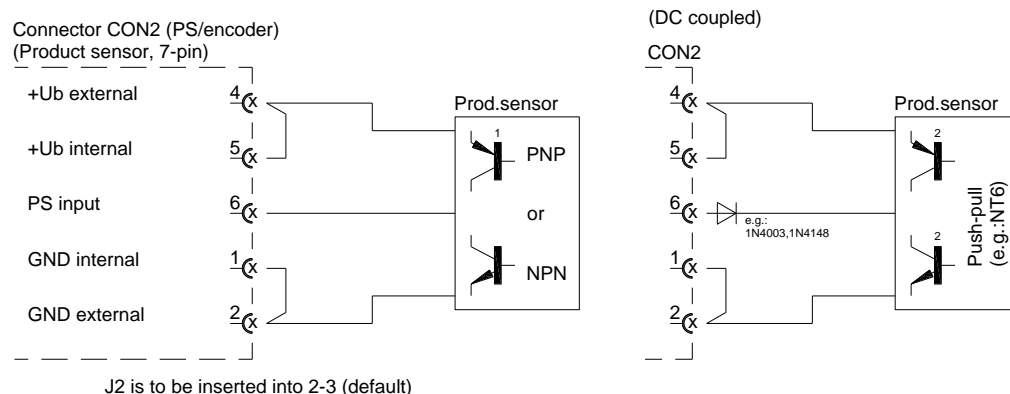 Connector CON2 (PS/encoder)
(Product sensor, 7-pin)
+Ub external
4
x
+Ub internal
5
x
PS input
6
x
GND internal
1
x
GND external
2
x
Prod.sensor
1
PNP
or
NPN
J2 is to be inserted into 2-3 (default)
(DC coupled)
CON2
4
x
5
x
6
x
1
x
2
x
e.g.:
1N4003,1N4148
Prod.sensor
2
2
Push-pull
(e.g.:NT6)